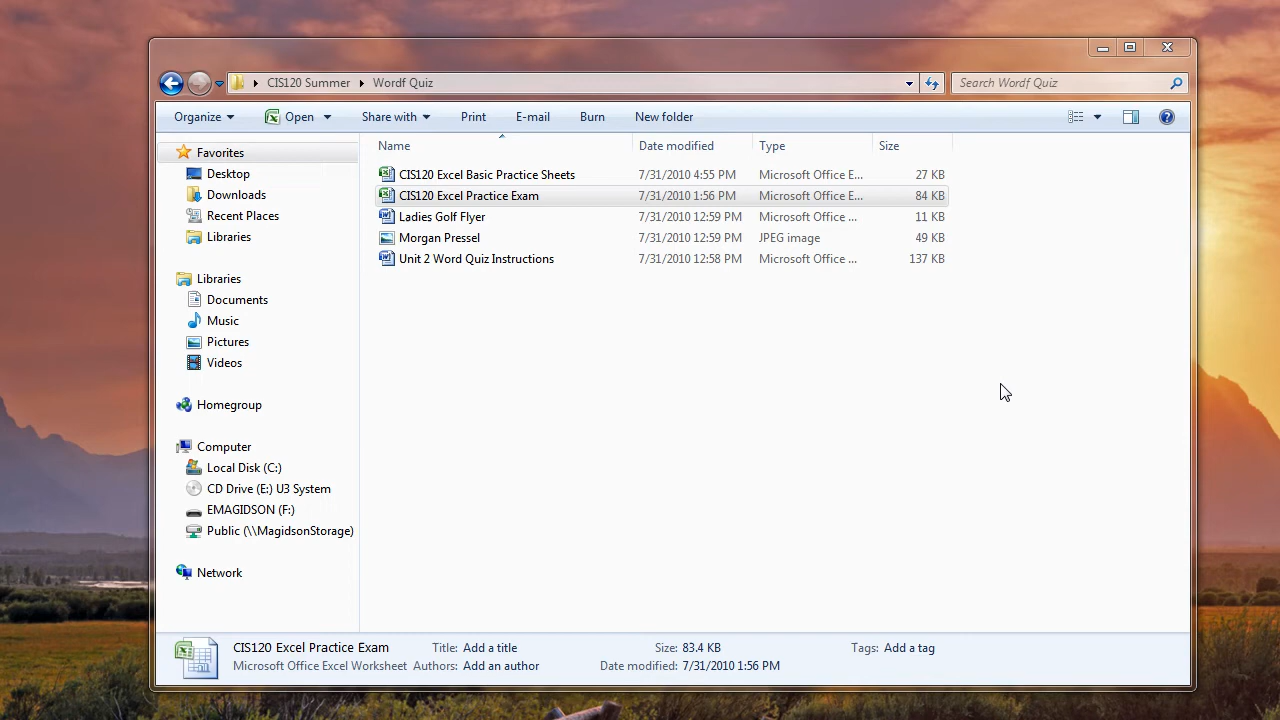 CIS120 Summer Wordf Quiz Search Wordf Quiz
Organize Open Share with Print E-mail Burn New folder
Favorites
Desktop
Downloads
Recent Places
Libraries
Libraries
Documents
Music
Pictures
Videos
Homegroup
Computer
Local Disk (C:)
CD Drive (E:) U3 System
EMAGIDSON (F:)
Public (\\MagidsonStorage)
Network
Name Date modified Type Size
CIS120 Excel Basic Practice Sheets 7/31/2010 4:55 PM Microsoft Office E... 27 KB
CIS120 Excel Practice Exam 7/31/2010 1:56 PM Microsoft Office E... 84 KB
Ladies Golf Flyer 7/31/2010 12:59 PM Microsoft Office ... 11 KB
Morgan Pressel 7/31/2010 12:59 PM JPEG image 49 KB
Unit 2 Word Quiz Instructions 7/31/2010 12:58 PM Microsoft Office ... 137 KB
CIS120 Excel Practice Exam Title: Add a title Size: 83.4 KB Tags: Add a tag
Microsoft Office Excel Worksheet Authors: Add an author Date modified: 7/31/2010 1:56 PM